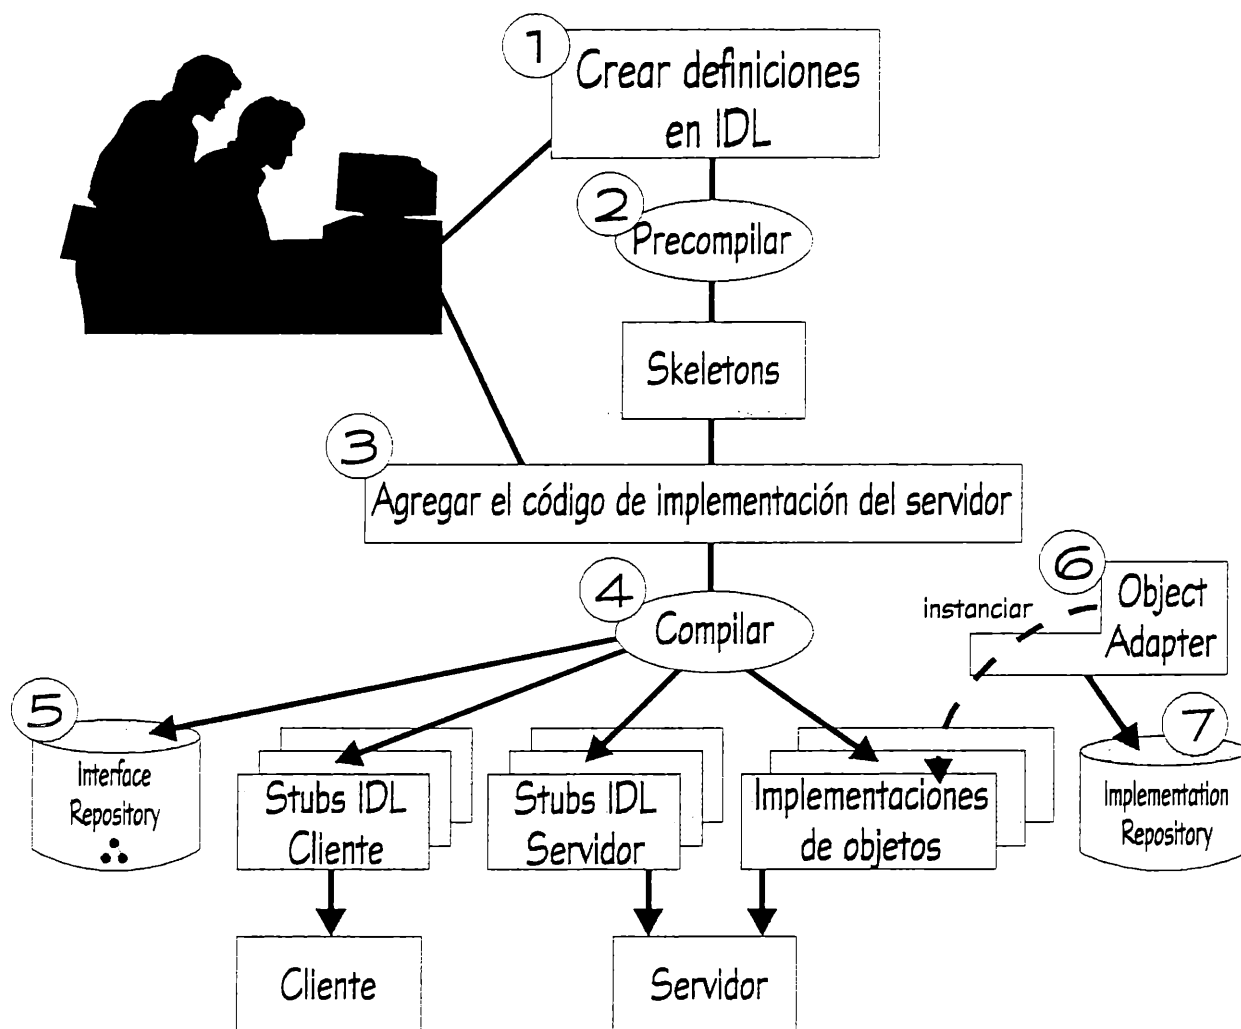 1
Crear definiciones
en IDL
2
Precompilar
Skeletons
3
Agregar el código de implementación del servidor
4
Compilar
instanciar
6
Object
Adapter
5
Interface
Repository
Stubs IDL
Cliente
Stubs IDL
Servidor
Implementaciones
de objetos
7
Implementation
Repository
Cliente
Servidor